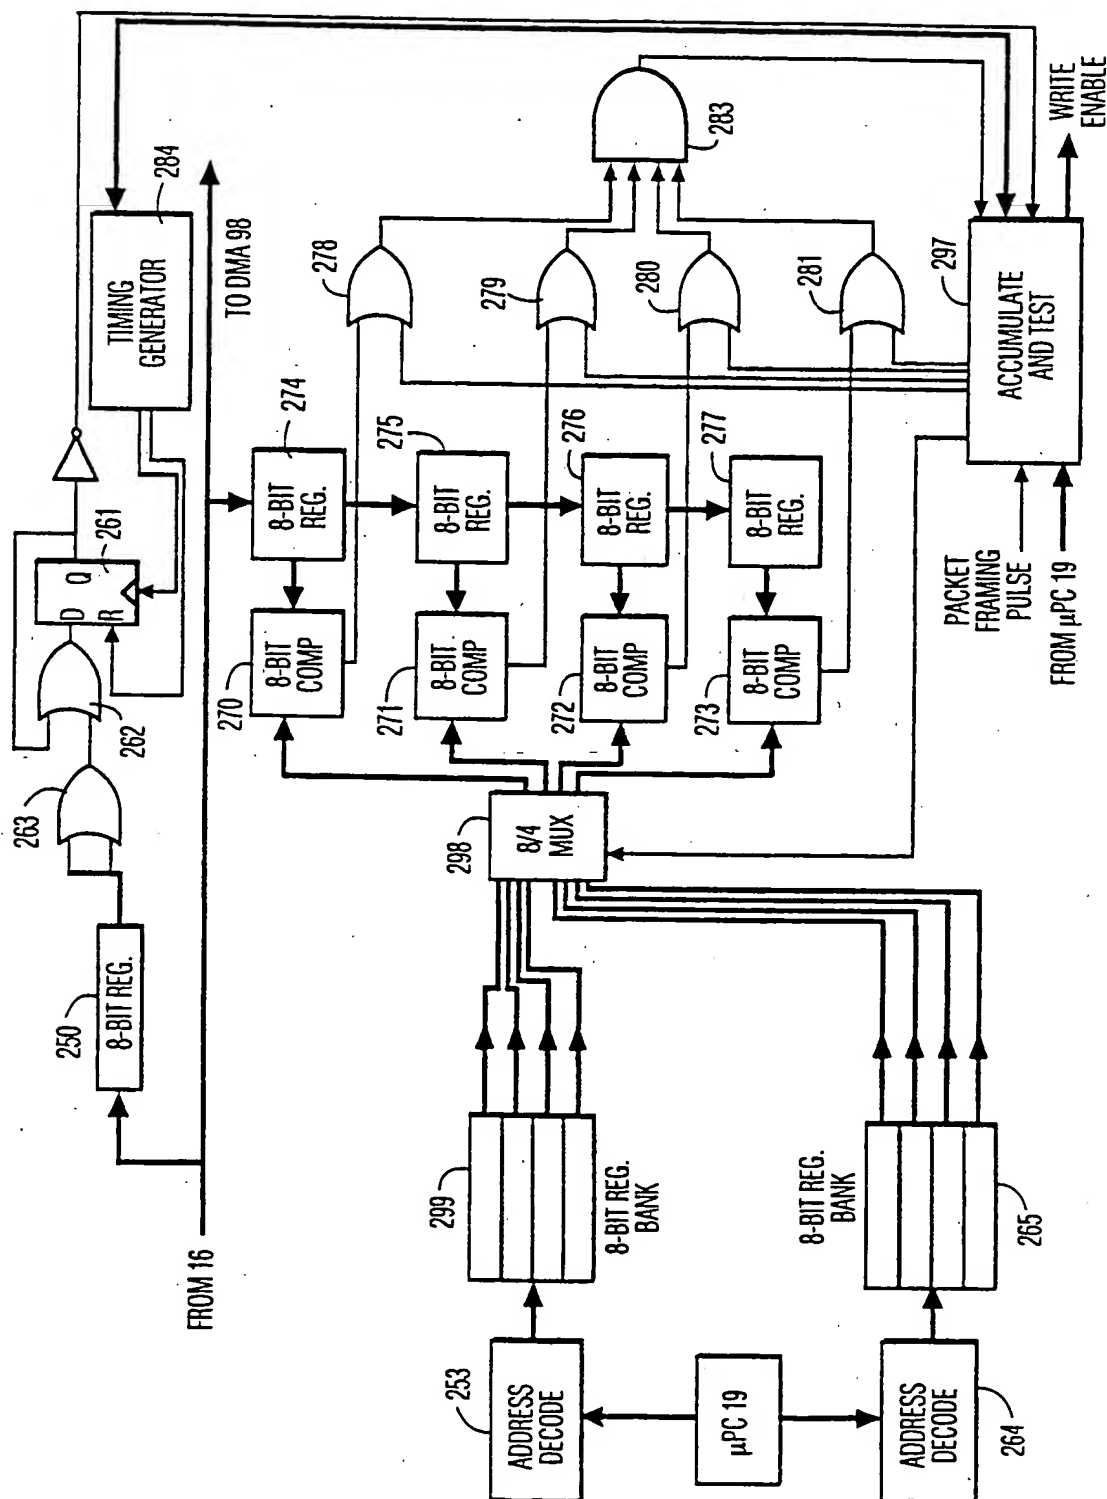 FROM 16
250
8-BIT REG.
263
262
D
Q
R
261
TIMING
GENERATOR
284
TO DMA 98
270
8-BIT
COMP
8-BIT
REG.
274
278
271
8-BIT
COMP
8-BIT
REG.
275
279
272
8-BIT
COMP
8-BIT
REG.
276
280
273
8-BIT
COMP
8-BIT
REG.
277
281
283
298
8/4
MUX
299
8-BIT REG.
BANK
8-BIT REG.
BANK
265
253
ADDRESS
DECODE
µPC 19
ADDRESS
DECODE
264
PACKET
FRAMING
PULSE
FROM µPC 19
ACCUMULATE
AND TEST
297
WRITE
ENABLE